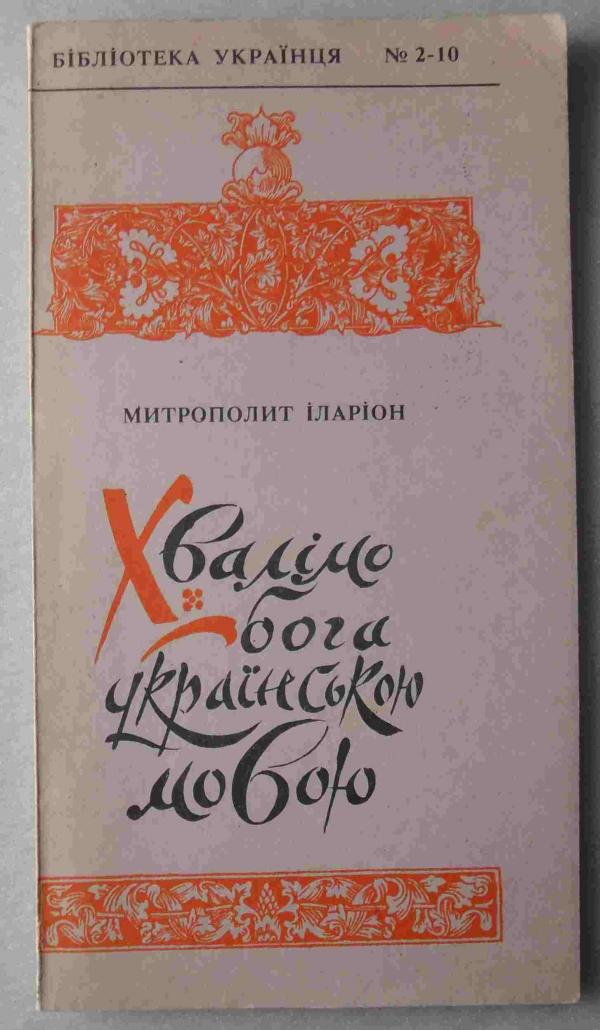 БІБЛІОТЕКА УКРАЇНЦЯ № 2-10
МИТРОПОЛИТ ІЛАРІОН
Хвалімо
бога
українською
мовою